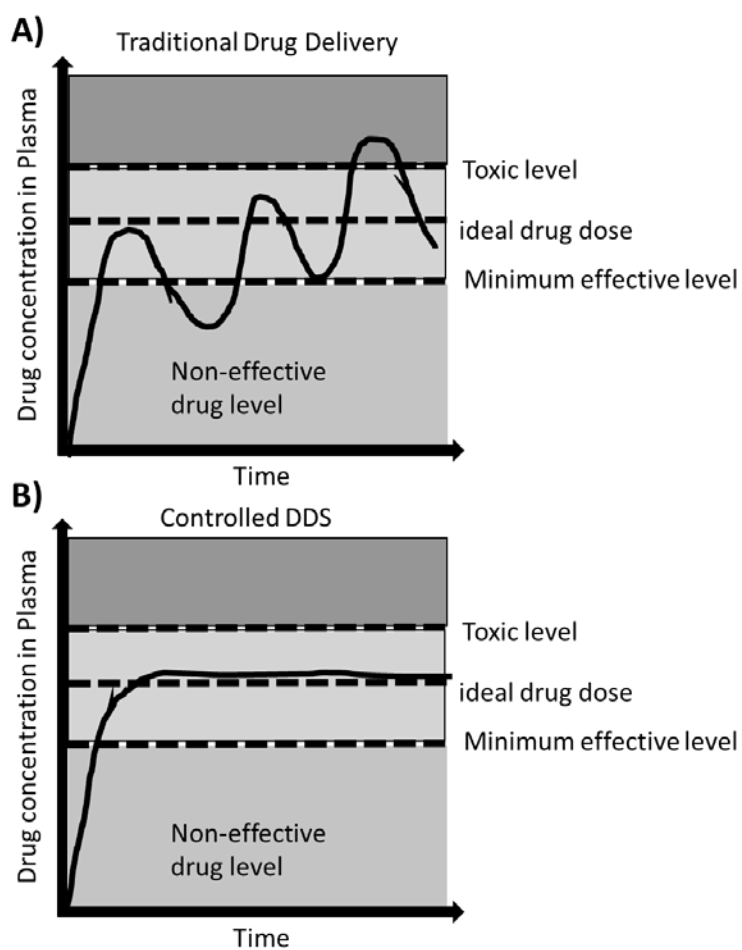 A)
Traditional Drug Delivery
Drug concentration in Plasma
Toxic level
ideal drug dose
Minimum effective level
Non-effective
drug level
Time
B)
Controlled DDS
Drug concentration in Plasma
Toxic level
ideal drug dose
Minimum effective level
Non-effective
drug level
Time